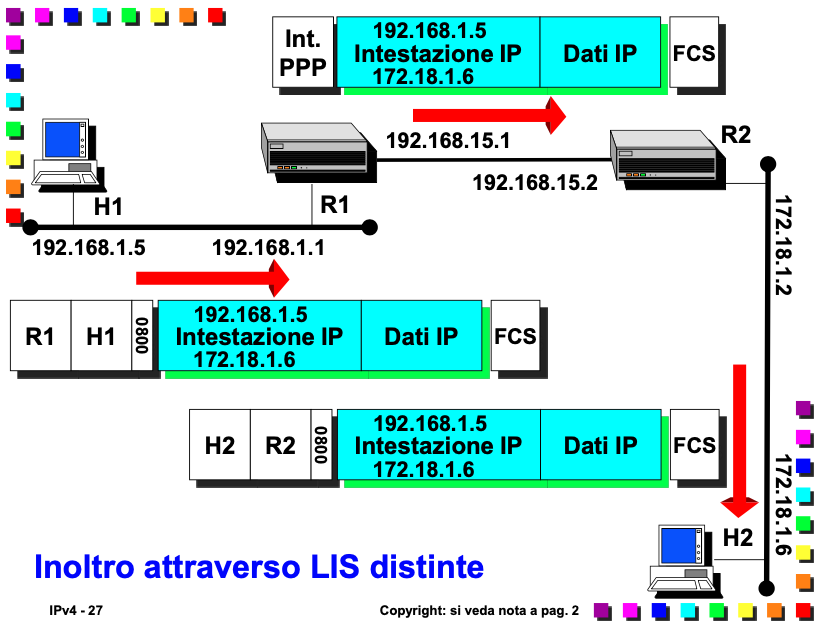 Int.
PPP
192.168.1.5
Intestazione IP
172.18.1.6
Dati IP
FCS
192.168.15.1
R2
192.168.15.2
H1
R1
192.168.1.5
192.168.1.1
172.18.1.2
R1
H1
0800
192.168.1.5
Intestazione IP
172.18.1.6
Dati IP
FCS
H2
R2
0800
192.168.1.5
Intestazione IP
172.18.1.6
Dati IP
FCS
172.18.1.6
H2
Inoltro attraverso LIS distinte
IPv4 - 27
Copyright: si veda nota a pag. 2